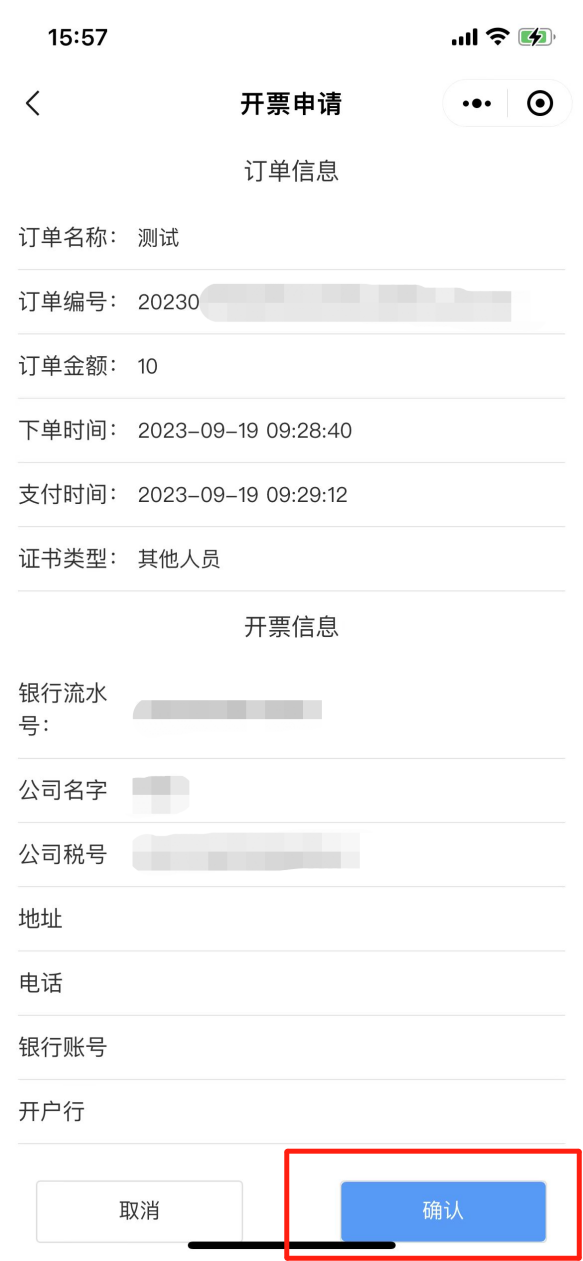 15:57
开票申请
订单信息
订单名称： 测试
订单编号： 20230
订单金额： 10
下单时间： 2023-09-19 09:28:40
支付时间： 2023-09-19 09:29:12
证书类型： 其他人员
开票信息
银行流水
号：
公司名字
公司税号
地址
电话
银行账号
开户行
取消 确认